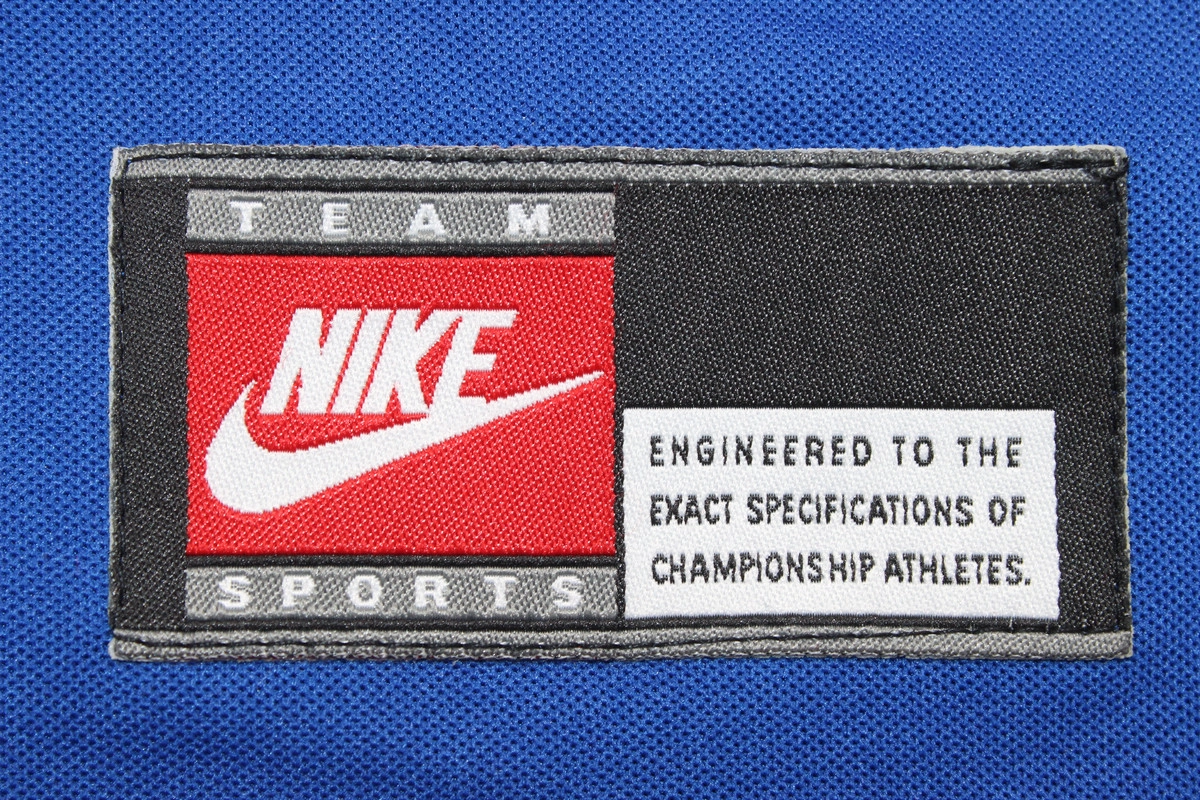 TEAM
NIKE
SPORTS
ENGINEERED TO THE
EXACT SPECIFICATIONS OF
CHAMPIONSHIP ATHLETES.